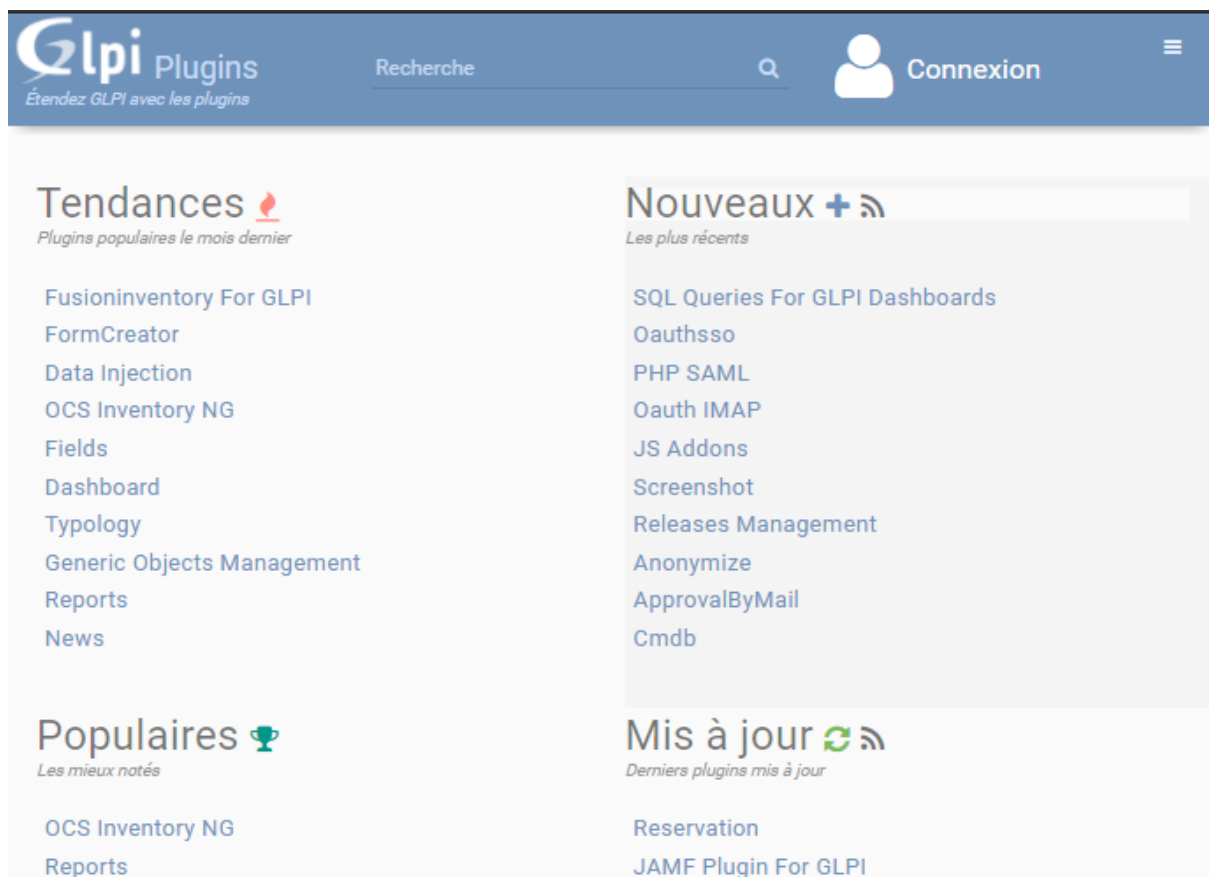 Glpi Plugins
Étendez GLPI avec les plugins
Recherche
Connexion
Tendances
Plugins populaires le mois dernier
Fusioninventory For GLPI
FormCreator
Data Injection
OCS Inventory NG
Fields
Dashboard
Typology
Generic Objects Management
Reports
News
Nouveaux
Les plus récents
SQL Queries For GLPI Dashboards
Oauthsso
PHP SAML
Oauth IMAP
JS Addons
Screenshot
Releases Management
Anonymize
ApprovalByMail
Cmdb
Populaires
Les mieux notés
OCS Inventory NG
Reports
Mis à jour
Derniers plugins mis à jour
Reservation
JAMF Plugin For GLPI